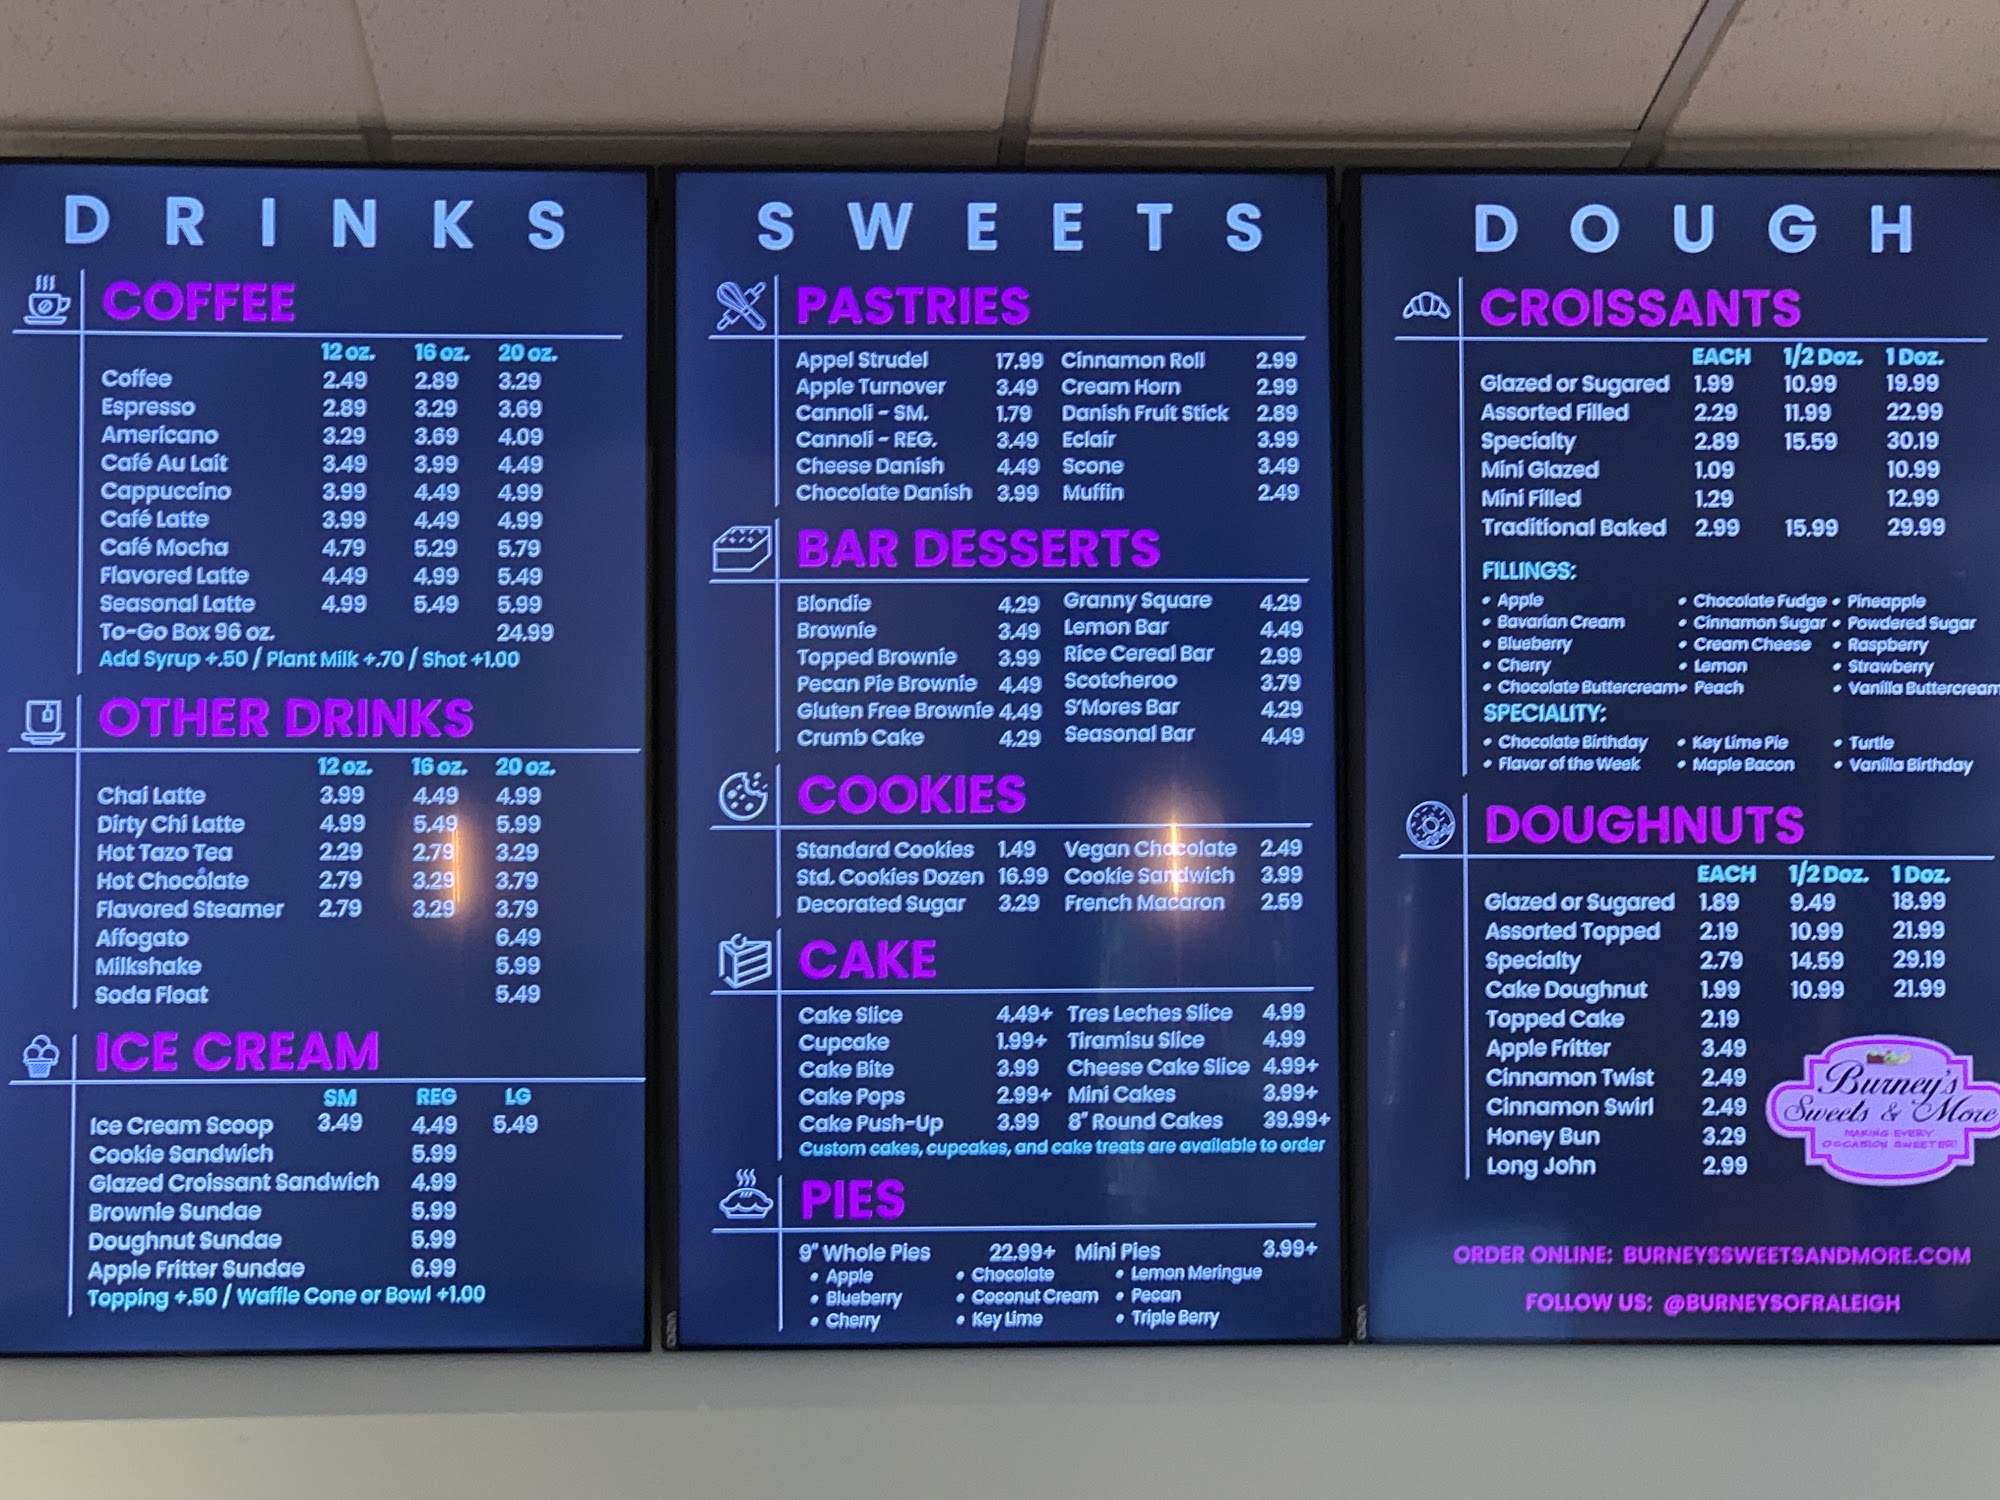 DRINKS
COFFEE
12 oz. 16 oz. 20 oz.
Coffee 2.49 2.89 3.29
Espresso 2.89 3.29 3.69
Americano 3.29 3.69 4.09
Café Au Lait 3.49 3.99 4.49
Cappuccino 3.99 4.49 4.99
Café Latte 3.99 4.49 4.99
Café Mocha 4.79 5.29 5.79
Flavored Latte 4.49 4.99 5.49
Seasonal Latte 4.99 5.49 5.99
To-Go Box 96 oz. 24.99
Add Syrup +.50 / Plant Milk +.70 / Shot +1.00
OTHER DRINKS
12 oz. 16 oz. 20 oz.
Chai Latte 3.99 4.49 4.99
Dirty Chi Latte 4.99 5.49 5.99
Hot Tazo Tea 2.29 2.79 3.29
Hot Chocolate 2.79 3.29 3.79
Flavored Steamer 2.79 3.29 3.79
Affogato 6.49
Milkshake 5.99
Soda Float 5.49
ICE CREAM
SM REG LG
Ice Cream Scoop 3.49 4.49 5.49
Cookie Sandwich 5.99
Glazed Croissant Sandwich 4.99
Brownie Sundae 5.99
Doughnut Sundae 5.99
Apple Fritter Sundae 6.99
Topping +.50 / Waffle Cone or Bowl +1.00
SWEETS
PASTRIES
Appel Strudel 17.99 Cinnamon Roll 2.99
Apple Turnover 3.49 Cream Horn 2.99
Cannoli - SM. 1.79 Danish Fruit Stick 2.89
Cannoli - REG. 3.49 Eclair 3.99
Cheese Danish 4.49 Scone 3.49
Chocolate Danish 3.99 Muffin 2.49
BAR DESSERTS
Blondie 4.29 Granny Square 4.29
Brownie 3.49 Lemon Bar 4.49
Topped Brownie 3.99 Rice Cereal Bar 2.99
Pecan Pie Brownie 4.49 Scotcheroo 3.79
Gluten Free Brownie 4.49 S'Mores Bar 4.29
Crumb Cake 4.29 Seasonal Bar 4.49
COOKIES
Standard Cookies 1.49 Vegan Chocolate 2.49
Std. Cookies Dozen 16.99 Cookie Sandwich 3.99
Decorated Sugar 3.29 French Macaron 2.59
CAKE
Cake Slice 4.49+ Tres Leches Slice 4.99
Cupcake 1.99+ Tiramisu Slice 4.99
Cake Bite 3.99 Cheese Cake Slice 4.99+
Cake Pops 2.99+ Mini Cakes 3.99+
Cake Push-Up 3.99 8" Round Cakes 39.99+
Custom cakes, cupcakes, and cake treats are available to order
PIES
9" Whole Pies 22.99+ Mini Pies 3.99+
• Apple • Chocolate • Lemon Meringue
• Blueberry • Coconut Cream • Pecan
• Cherry • Key Lime • Triple Berry
DOUGH
CROISSANTS
EACH 1/2 Doz. 1 Doz.
Glazed or Sugared 1.99 10.99 19.99
Assorted Filled 2.29 11.99 22.99
Specialty 2.89 15.59 30.19
Mini Glazed 1.09 10.99
Mini Filled 1.29 12.99
Traditional Baked 2.99 15.99 29.99
FILLINGS:
• Apple • Chocolate Fudge • Pineapple
• Bavarian Cream • Cinnamon Sugar • Powdered Sugar
• Blueberry • Cream Cheese • Raspberry
• Cherry • Lemon • Strawberry
• Chocolate Buttercream • Peach • Vanilla Buttercream
SPECIALITY:
• Chocolate Birthday • Key Lime Pie • Turtle
• Flavor of the Week • Maple Bacon • Vanilla Birthday
DOUGHNUTS
EACH 1/2 Doz. 1 Doz.
Glazed or Sugared 1.89 9.49 18.99
Assorted Topped 2.19 10.99 21.99
Specialty 2.79 14.59 29.19
Cake Doughnut 1.99 10.99 21.99
Topped Cake 2.19
Apple Fritter 3.49
Cinnamon Twist 2.49
Cinnamon Swirl 2.49
Honey Bun 3.29
Long John 2.99
Burney's
Sweets & More
MAKING EVERY
OCCASION SWEETER!
ORDER ONLINE: BURNEYSSWEETSANDMORE.COM
FOLLOW US: @BURNEYSOFRALEIGH
VIZIO
VIZIO